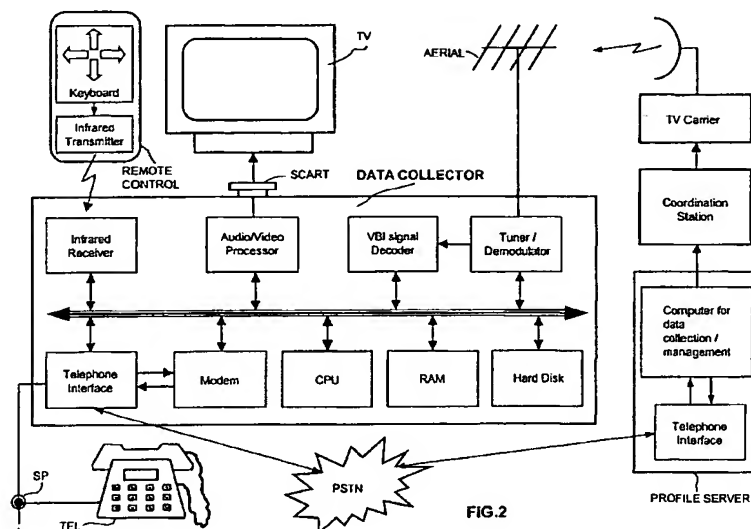 TV
AERIAL
Keyboard
Infrared
Transmitter
REMOTE
CONTROL
SCART
DATA COLLECTOR
TV Carrier
Coordination
Station
Infrared
Receiver
Audio/Video
Processor
VBI signal
Decoder
Tuner /
Demodutator
Computer for
data
collection /
management
Telephone
Interface
Modem
CPU
RAM
Hard Disk
Telephone
Interface
PROFILE SERVER
SP
TEL
PSTN
FIG.2